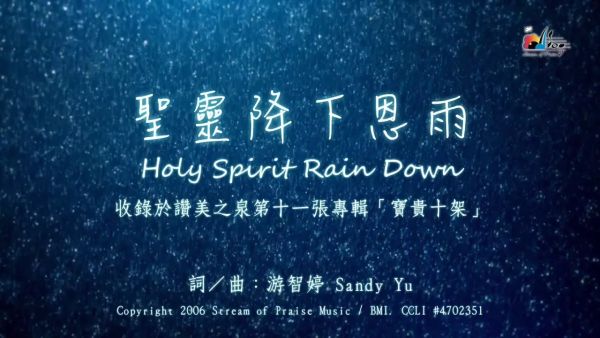 聖靈降下恩雨
Holy Spirit Rain Down
收錄於讚美之泉第十一張專輯「寶貴十架」
詞／曲：游智婷 Sandy Yu
Copyright 2006 Stream of Praise Music / BMI. CCLI #4702351